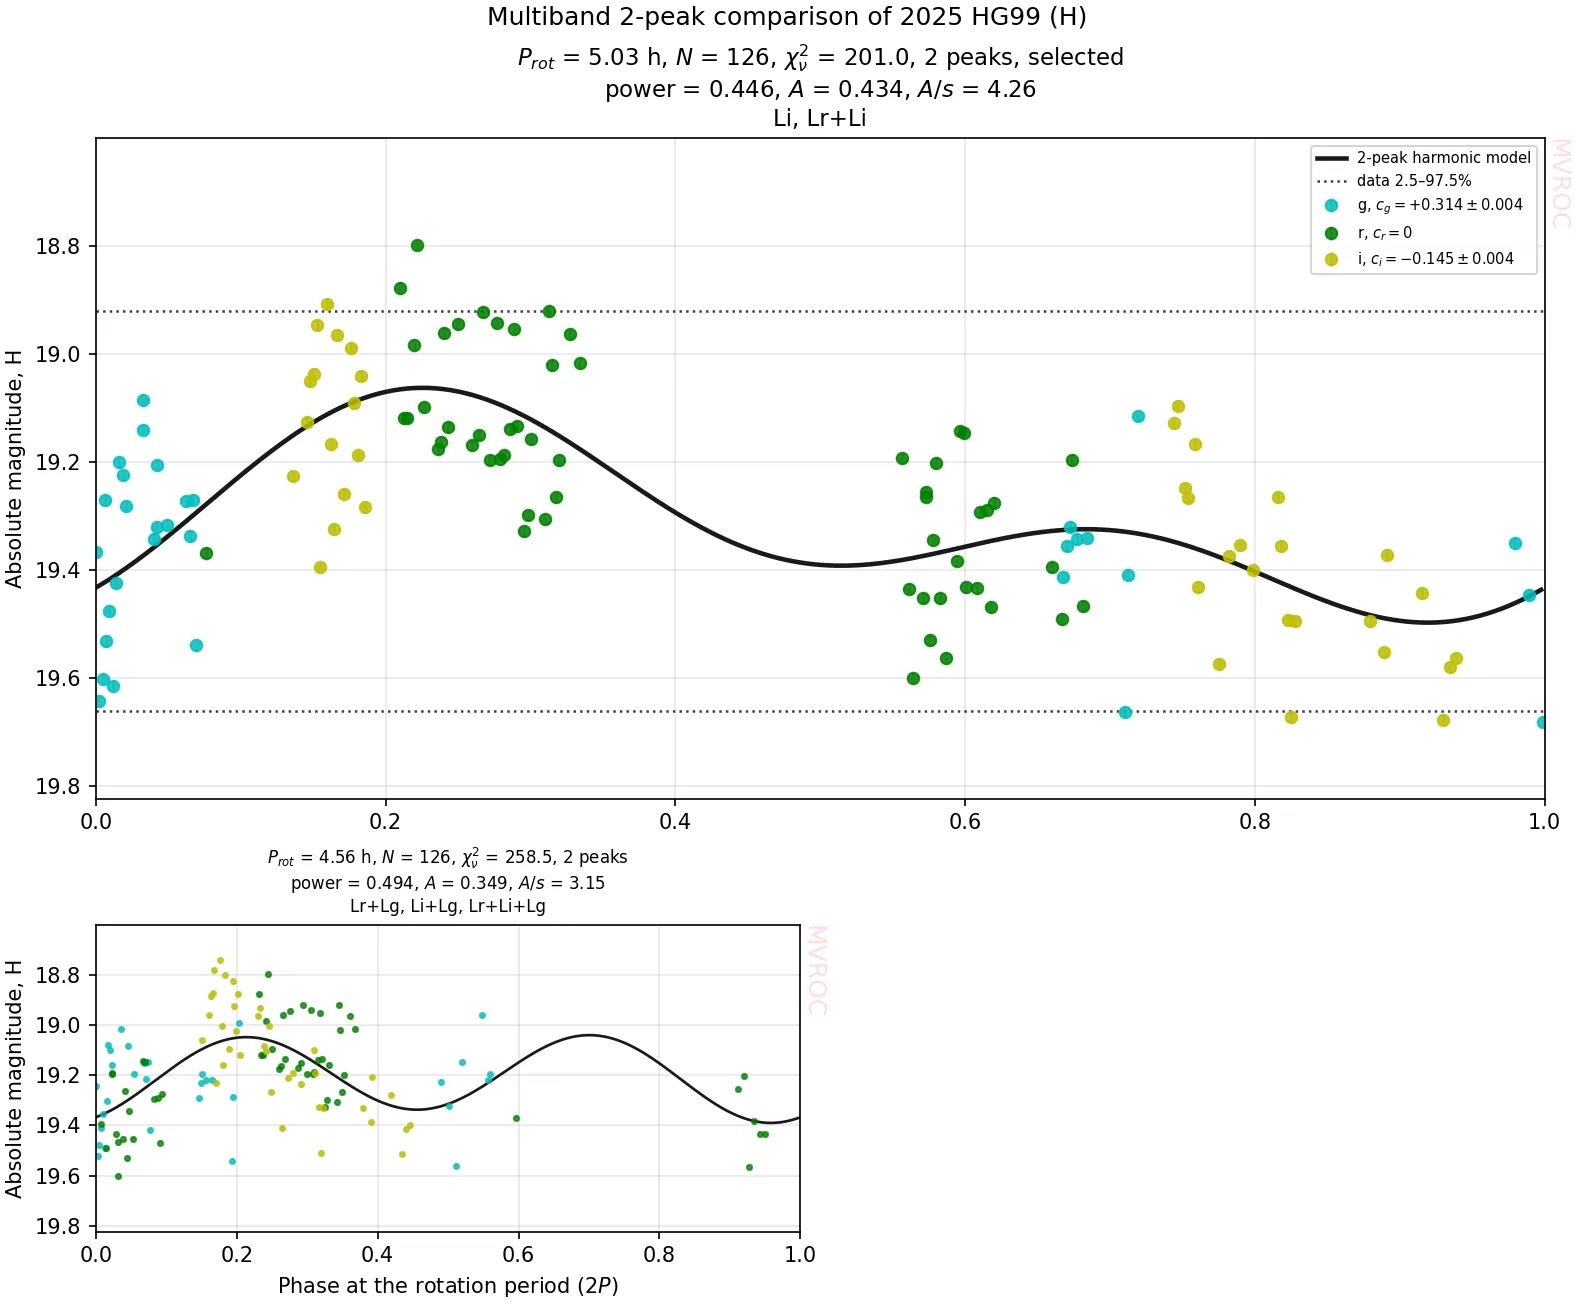 Multiband 2-peak comparison of 2025 HG99 (H)
P_rot = 5.03 h, N = 126, χ²_ν = 201.0, 2 peaks, selected
power = 0.446, A = 0.434, A/s = 4.26
Li, Lr+Li
2-peak harmonic model
data 2.5–97.5%
g, c_g = +0.314 ± 0.004
r, c_r = 0
i, c_i = −0.145 ± 0.004
MVROC
Absolute magnitude, H
18.8
19.0
19.2
19.4
19.6
19.8
0.0 0.2 0.4 0.6 0.8 1.0
P_rot = 4.56 h, N = 126, χ²_ν = 258.5, 2 peaks
power = 0.494, A = 0.349, A/s = 3.15
Lr+Lg, Li+Lg, Lr+Li+Lg
MVROC
Absolute magnitude, H
18.8
19.0
19.2
19.4
19.6
19.8
0.0 0.2 0.4 0.6 0.8 1.0
Phase at the rotation period (2P)